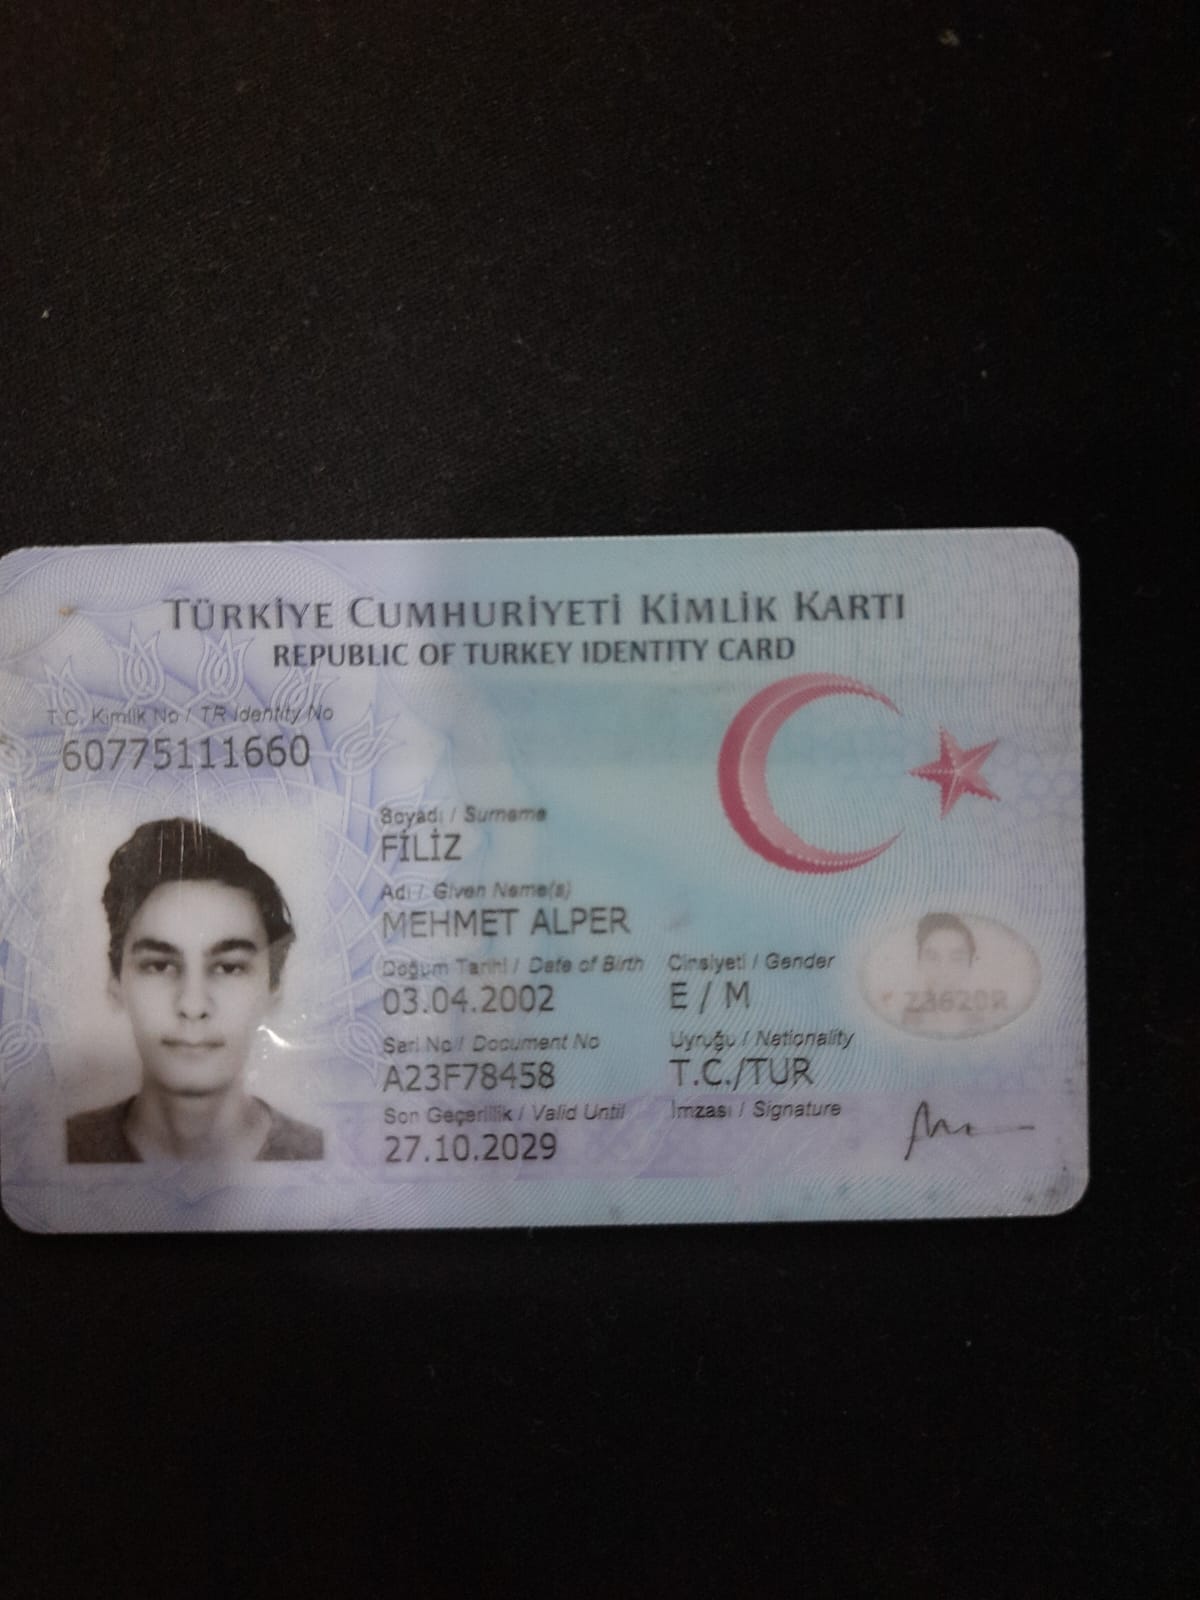 TÜRKİYE CUMHURİYETİ KİMLİK KARTI
REPUBLIC OF TURKEY IDENTITY CARD
T.C. Kimlik No / TR Identity No
60775111660
Soyadı / Surname
FİLİZ
Adı / Given Name(s)
MEHMET ALPER
Doğum Tarihi / Date of Birth
03.04.2002
Cinsiyeti / Gender
E / M
Seri No / Document No
A23F78458
Uyruğu / Nationality
T.C./TUR
Son Geçerlilik / Valid Until
27.10.2029
İmzası / Signature